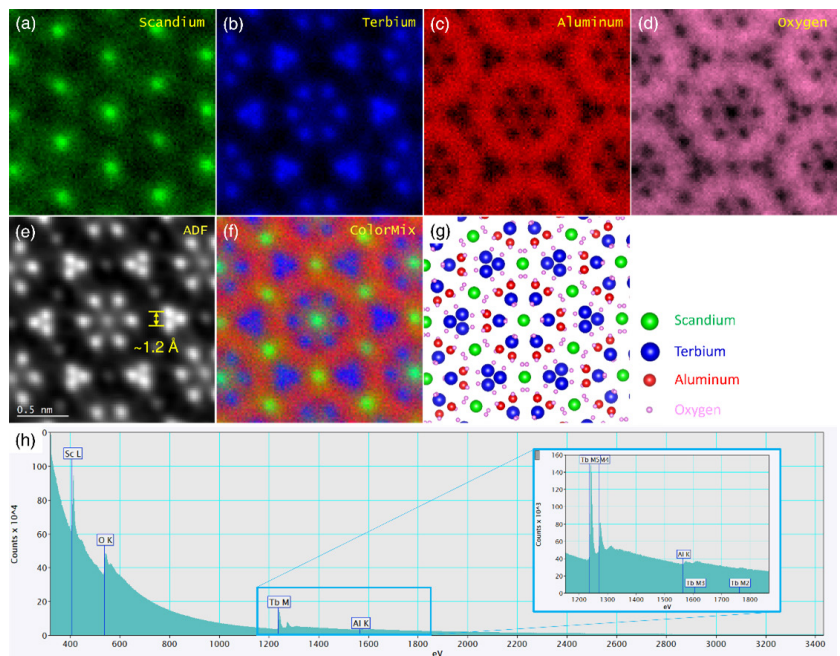 (a) Scandium
(b) Terbium
(c) Aluminum
(d) Oxygen
(e) ADF
~1.2 Å
0.5 nm
(f) ColorMix
(g)
Scandium
Terbium
Aluminum
Oxygen
(h)
0
100
80
60
40
20
0
Counts x 10^4
Sc L
O K
Tb M
Al K
400 600 800 1000 1200 1400 1600 1800 2000 2200 2400 2600 2800 3000 3200 3400
eV
160
140
120
100
80
60
40
20
0
Counts x 10^3
Tb M5 M4
Al K
Tb M3
Tb M2
1200 1300 1400 1500 1600 1700 1800
eV